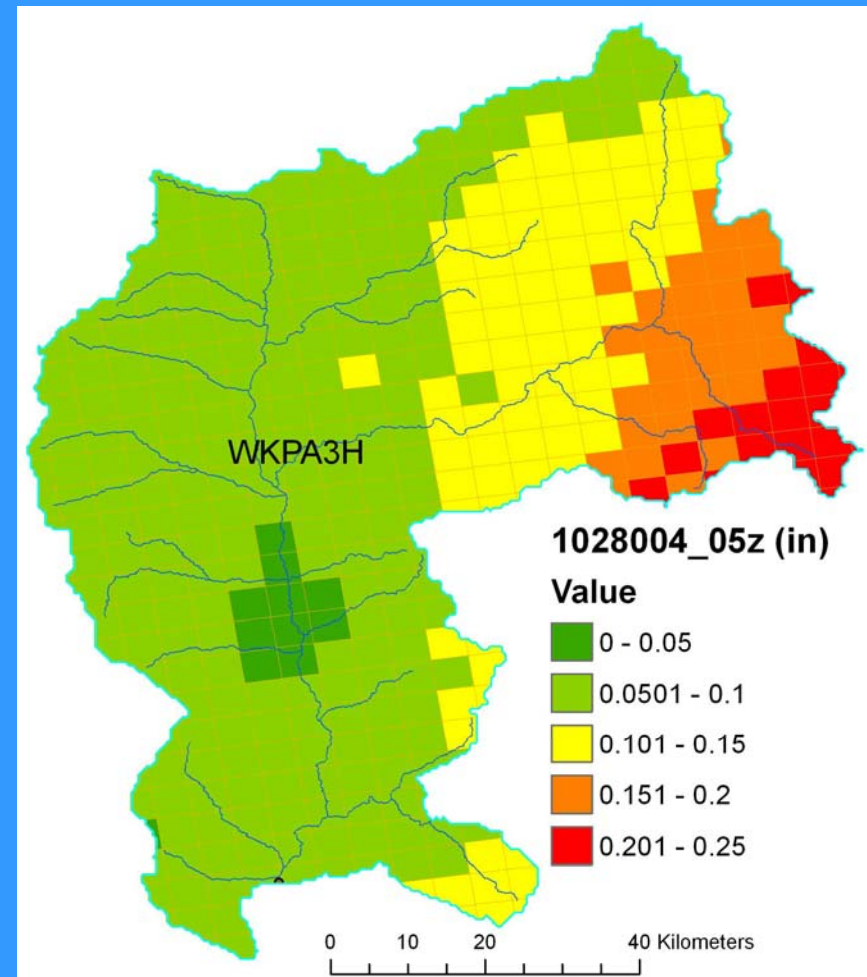 WKPA3H
1028004_05z (in)
Value
0 - 0.05
0.0501 - 0.1
0.101 - 0.15
0.151 - 0.2
0.201 - 0.25
0 10 20 40 Kilometers